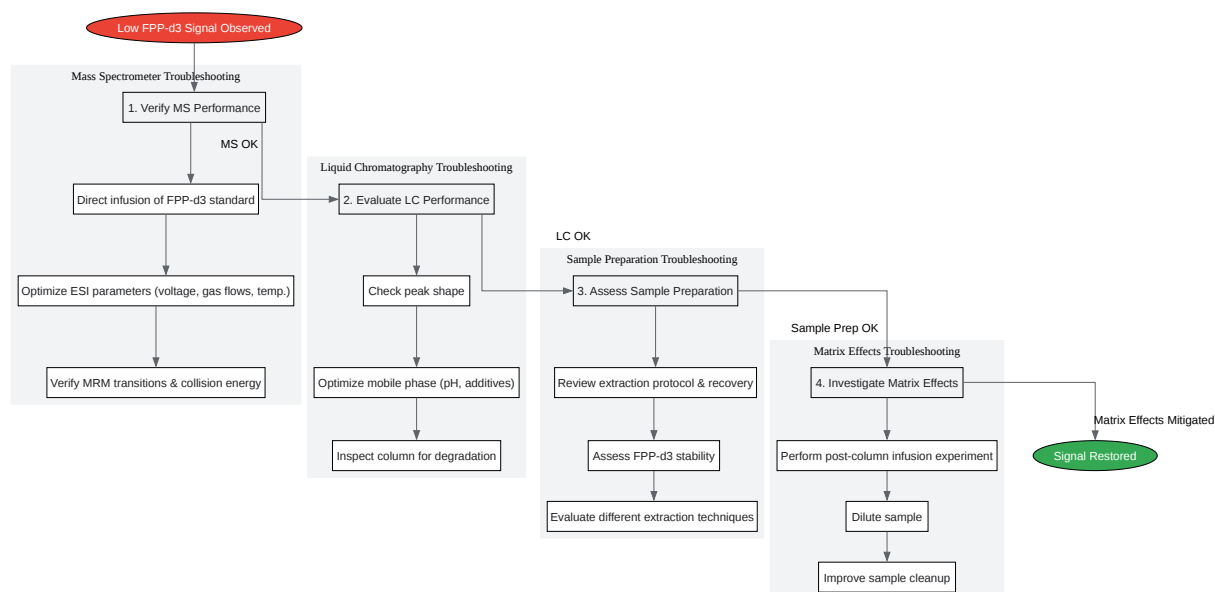 Low FPP-d3 Signal Observed
Mass Spectrometer Troubleshooting
1. Verify MS Performance
MS OK
Direct infusion of FPP-d3 standard
Optimize ESI parameters (voltage, gas flows, temp.)
Verify MRM transitions & collision energy
Liquid Chromatography Troubleshooting
2. Evaluate LC Performance
LC OK
Check peak shape
Optimize mobile phase (pH, additives)
Inspect column for degradation
Sample Preparation Troubleshooting
3. Assess Sample Preparation
Sample Prep OK
Review extraction protocol & recovery
Assess FPP-d3 stability
Evaluate different extraction techniques
Matrix Effects Troubleshooting
4. Investigate Matrix Effects
Matrix Effects Mitigated
Perform post-column infusion experiment
Dilute sample
Improve sample cleanup
Signal Restored